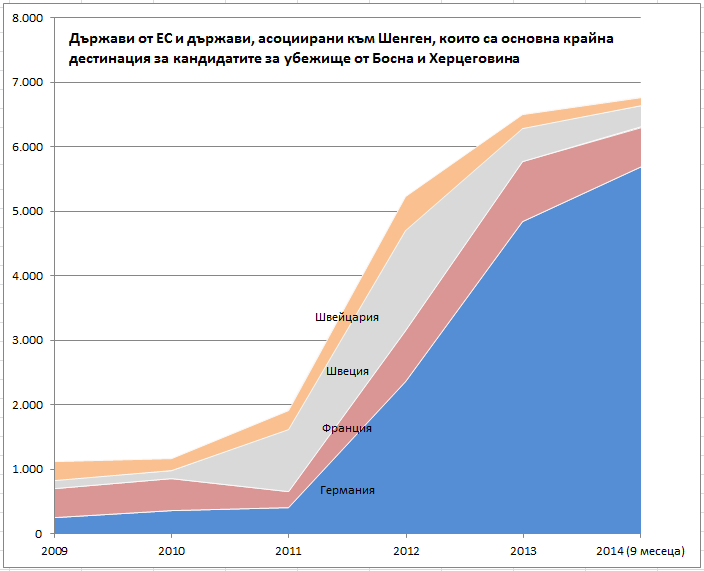 Държави от ЕС и държави, асоциирани към Шенген, които са основна крайна
дестинация за кандидатите за убежище от Босна и Херцеговина
8.000
7.000
6.000
5.000
4.000
3.000
2.000
1.000
0
Швейцария
Швеция
Франция
Германия
2009
2010
2011
2012
2013
2014 (9 месеца)